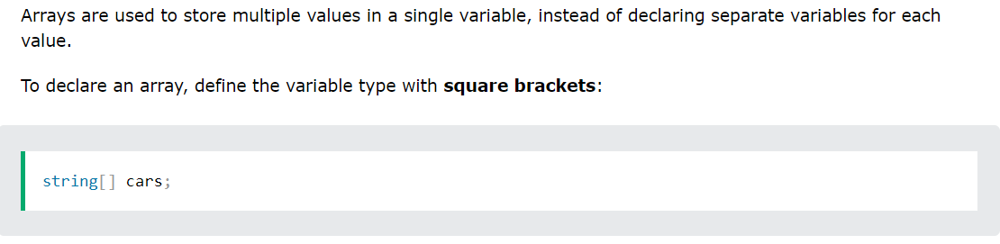 Arrays are used to store multiple values in a single variable, instead of declaring separate variables for each
value.
To declare an array, define the variable type with square brackets:
string[] cars;